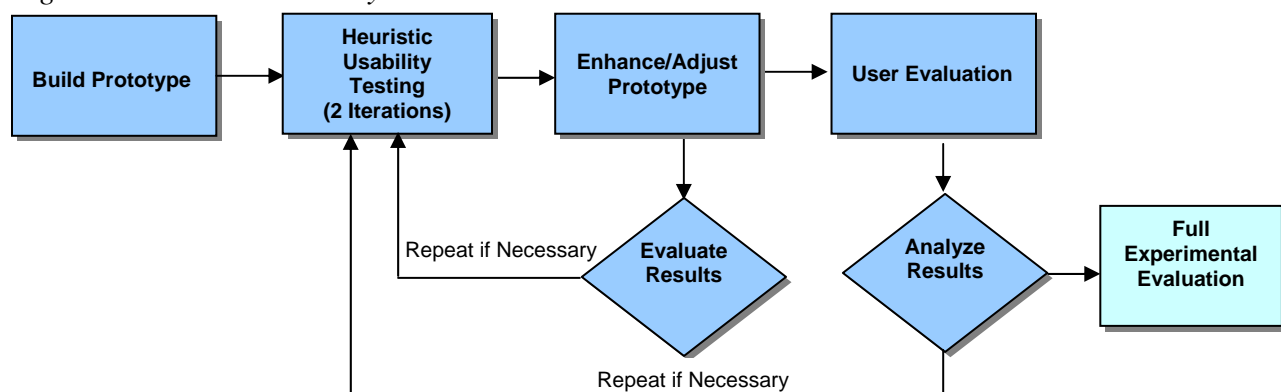 Build Prototype
Heuristic
Usability
Testing
(2 Iterations)
Enhance/Adjust
Prototype
User Evaluation
Repeat if Necessary
Evaluate
Results
Analyze
Results
Full
Experimental
Evaluation
Repeat if Necessary